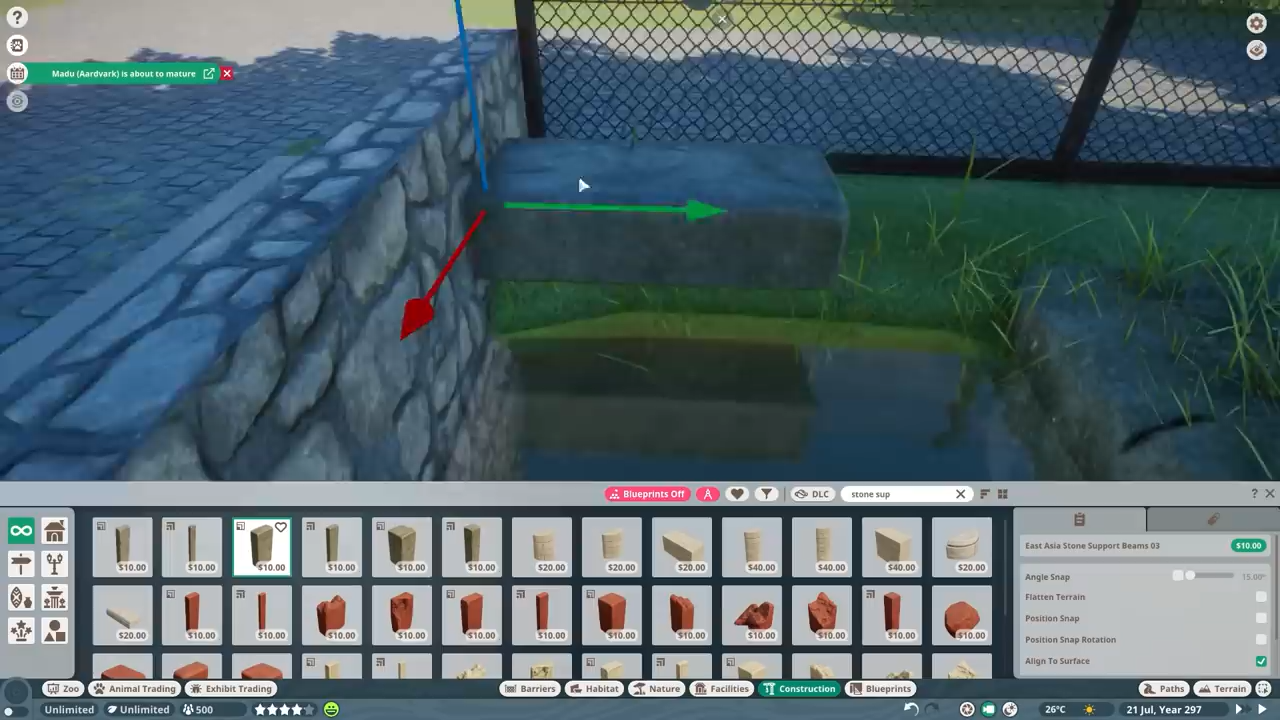 ?
Madu (Aardvark) is about to mature
Blueprints Off
DLC
stone sup
?
$10.00 $10.00 $10.00 $10.00 $10.00 $10.00 $20.00 $20.00 $20.00 $40.00 $40.00 $40.00 $20.00
$20.00 $10.00 $10.00 $10.00 $10.00 $10.00 $10.00 $10.00 $10.00 $10.00 $10.00 $10.00 $10.00
East Asia Stone Support Beams 03 $10.00
Angle Snap 15.00°
Flatten Terrain
Position Snap
Position Snap Rotation
Align To Surface
Zoo Animal Trading Exhibit Trading Barriers Habitat Nature Facilities Construction Blueprints Paths Terrain
Unlimited Unlimited 500 26°C 21 Jul, Year 297